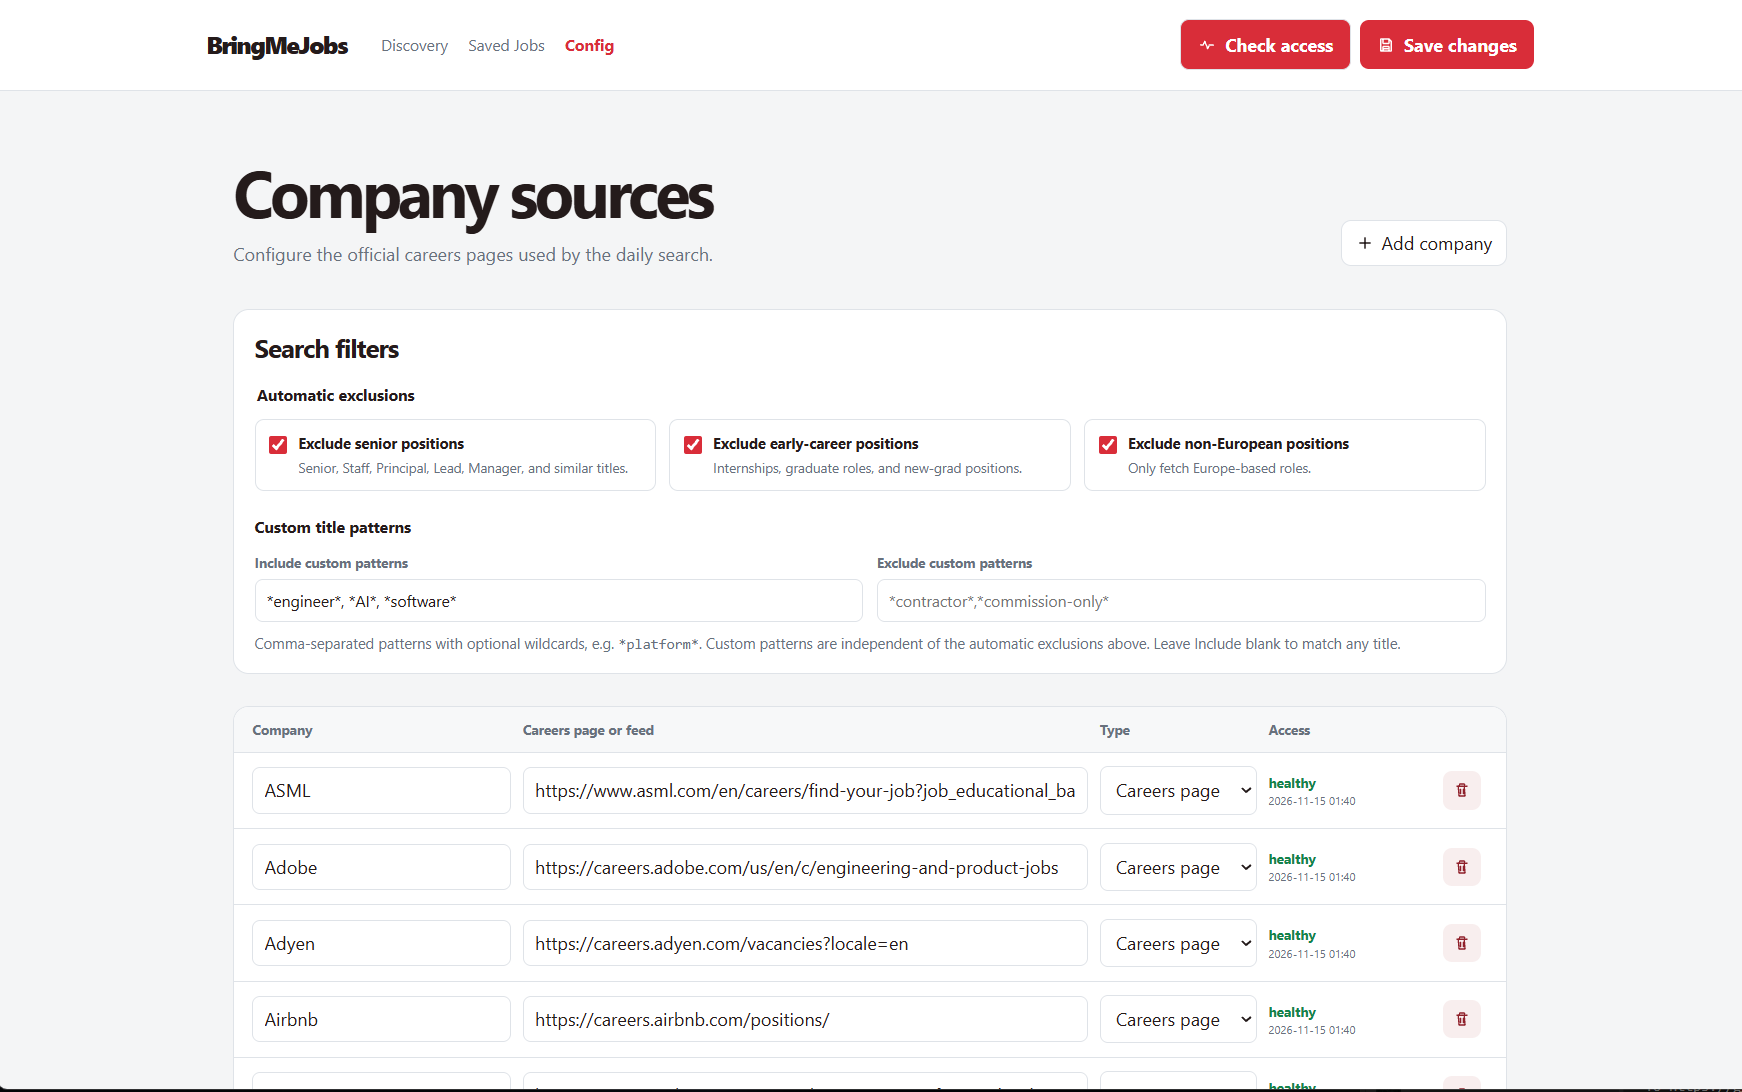 BringMeJobs Discovery Saved Jobs Config Check access Save changes
Company sources
Configure the official careers pages used by the daily search.
+ Add company
Search filters
Automatic exclusions
Exclude senior positions
Senior, Staff, Principal, Lead, Manager, and similar titles.
Exclude early-career positions
Internships, graduate roles, and new-grad positions.
Exclude non-European positions
Only fetch Europe-based roles.
Custom title patterns
Include custom patterns
*engineer*, *AI*, *software*
Exclude custom patterns
*contractor*,*commission-only*
Comma-separated patterns with optional wildcards, e.g. *platform*. Custom patterns are independent of the automatic exclusions above. Leave Include blank to match any title.
Company Careers page or feed Type Access
ASML https://www.asml.com/en/careers/find-your-job?job_educational_ba Careers page healthy
2026-11-15 01:40
Adobe https://careers.adobe.com/us/en/c/engineering-and-product-jobs Careers page healthy
2026-11-15 01:40
Adyen https://careers.adyen.com/vacancies?locale=en Careers page healthy
2026-11-15 01:40
Airbnb https://careers.airbnb.com/positions/ Careers page healthy
2026-11-15 01:40
healthy